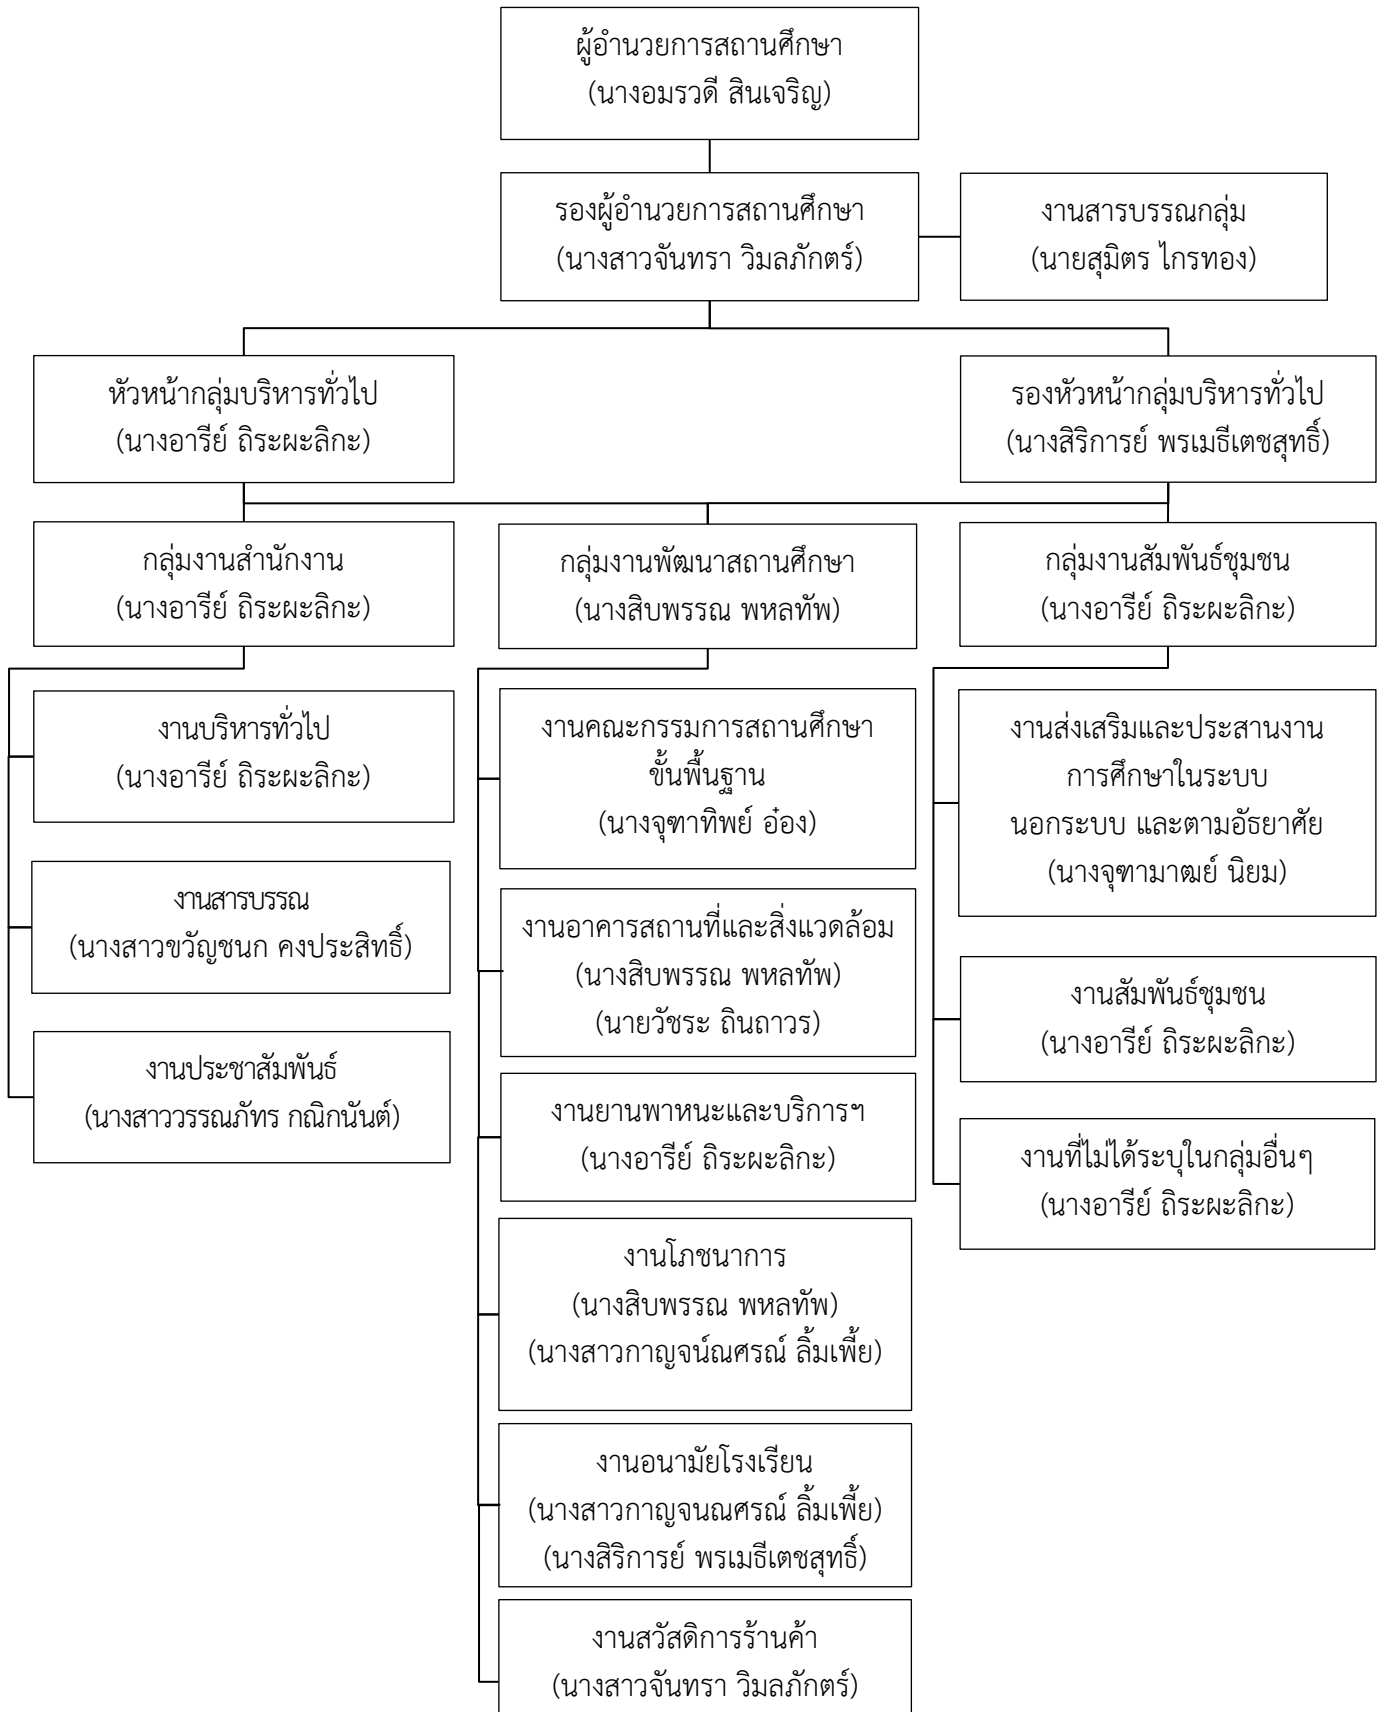 ผู้อำนวยการสถานศึกษา
(นางอมรวดี สินเจริญ)
รองผู้อำนวยการสถานศึกษา
(นางสาวจันทรา วิมลภักตร์)
งานสารบรรณกลุ่ม
(นายสุมิตร ไกรทอง)
หัวหน้ากลุ่มบริหารทั่วไป
(นางอารีย์ ถิระผะลิกะ)
รองหัวหน้ากลุ่มบริหารทั่วไป
(นางสิริการย์ พรเมธีเตชสุทธิ์)
กลุ่มงานสำนักงาน
(นางอารีย์ ถิระผะลิกะ)
กลุ่มงานพัฒนาสถานศึกษา
(นางสิบพรรณ พหลทัพ)
กลุ่มงานสัมพันธ์ชุมชน
(นางอารีย์ ถิระผะลิกะ)
งานบริหารทั่วไป
(นางอารีย์ ถิระผะลิกะ)
งานสารบรรณ
(นางสาวขวัญชนก คงประสิทธิ์)
งานประชาสัมพันธ์
(นางสาววรรณภัทร กณิกนันต์)
งานคณะกรรมการสถานศึกษา
ขั้นพื้นฐาน
(นางจุฑาทิพย์ อ๋อง)
งานอาคารสถานที่และสิ่งแวดล้อม
(นางสิบพรรณ พหลทัพ)
(นายวัชระ ถินถาวร)
งานยานพาหนะและบริการฯ
(นางอารีย์ ถิระผะลิกะ)
งานโภชนาการ
(นางสิบพรรณ พหลทัพ)
(นางสาวกาญจน์ณศรณ์ ลิ้มเพี้ย)
งานอนามัยโรงเรียน
(นางสาวกาญจนณศรณ์ ลิ้มเพี้ย)
(นางสิริการย์ พรเมธีเตชสุทธิ์)
งานสวัสดิการร้านค้า
(นางสาวจันทรา วิมลภักตร์)
งานส่งเสริมและประสานงาน
การศึกษาในระบบ
นอกระบบ และตามอัธยาศัย
(นางจุฑามาตฆย์ นิยม)
งานสัมพันธ์ชุมชน
(นางอารีย์ ถิระผะลิกะ)
งานที่ไม่ได้ระบุในกลุ่มอื่นๆ
(นางอารีย์ ถิระผะลิกะ)